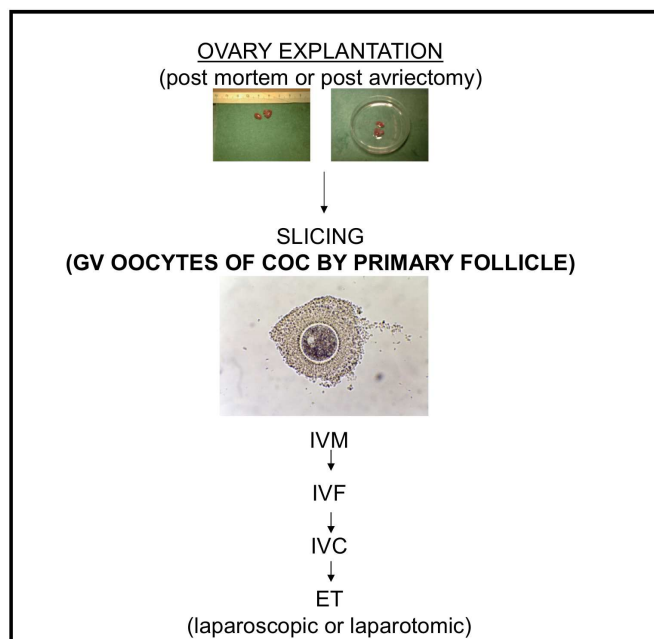 OVARY EXPLANTATION
(post mortem or post avriectomy)
SLICING
(GV OOCYTES OF COC BY PRIMARY FOLLICLE)
IVM
IVF
IVC
ET
(laparoscopic or laparotomic)